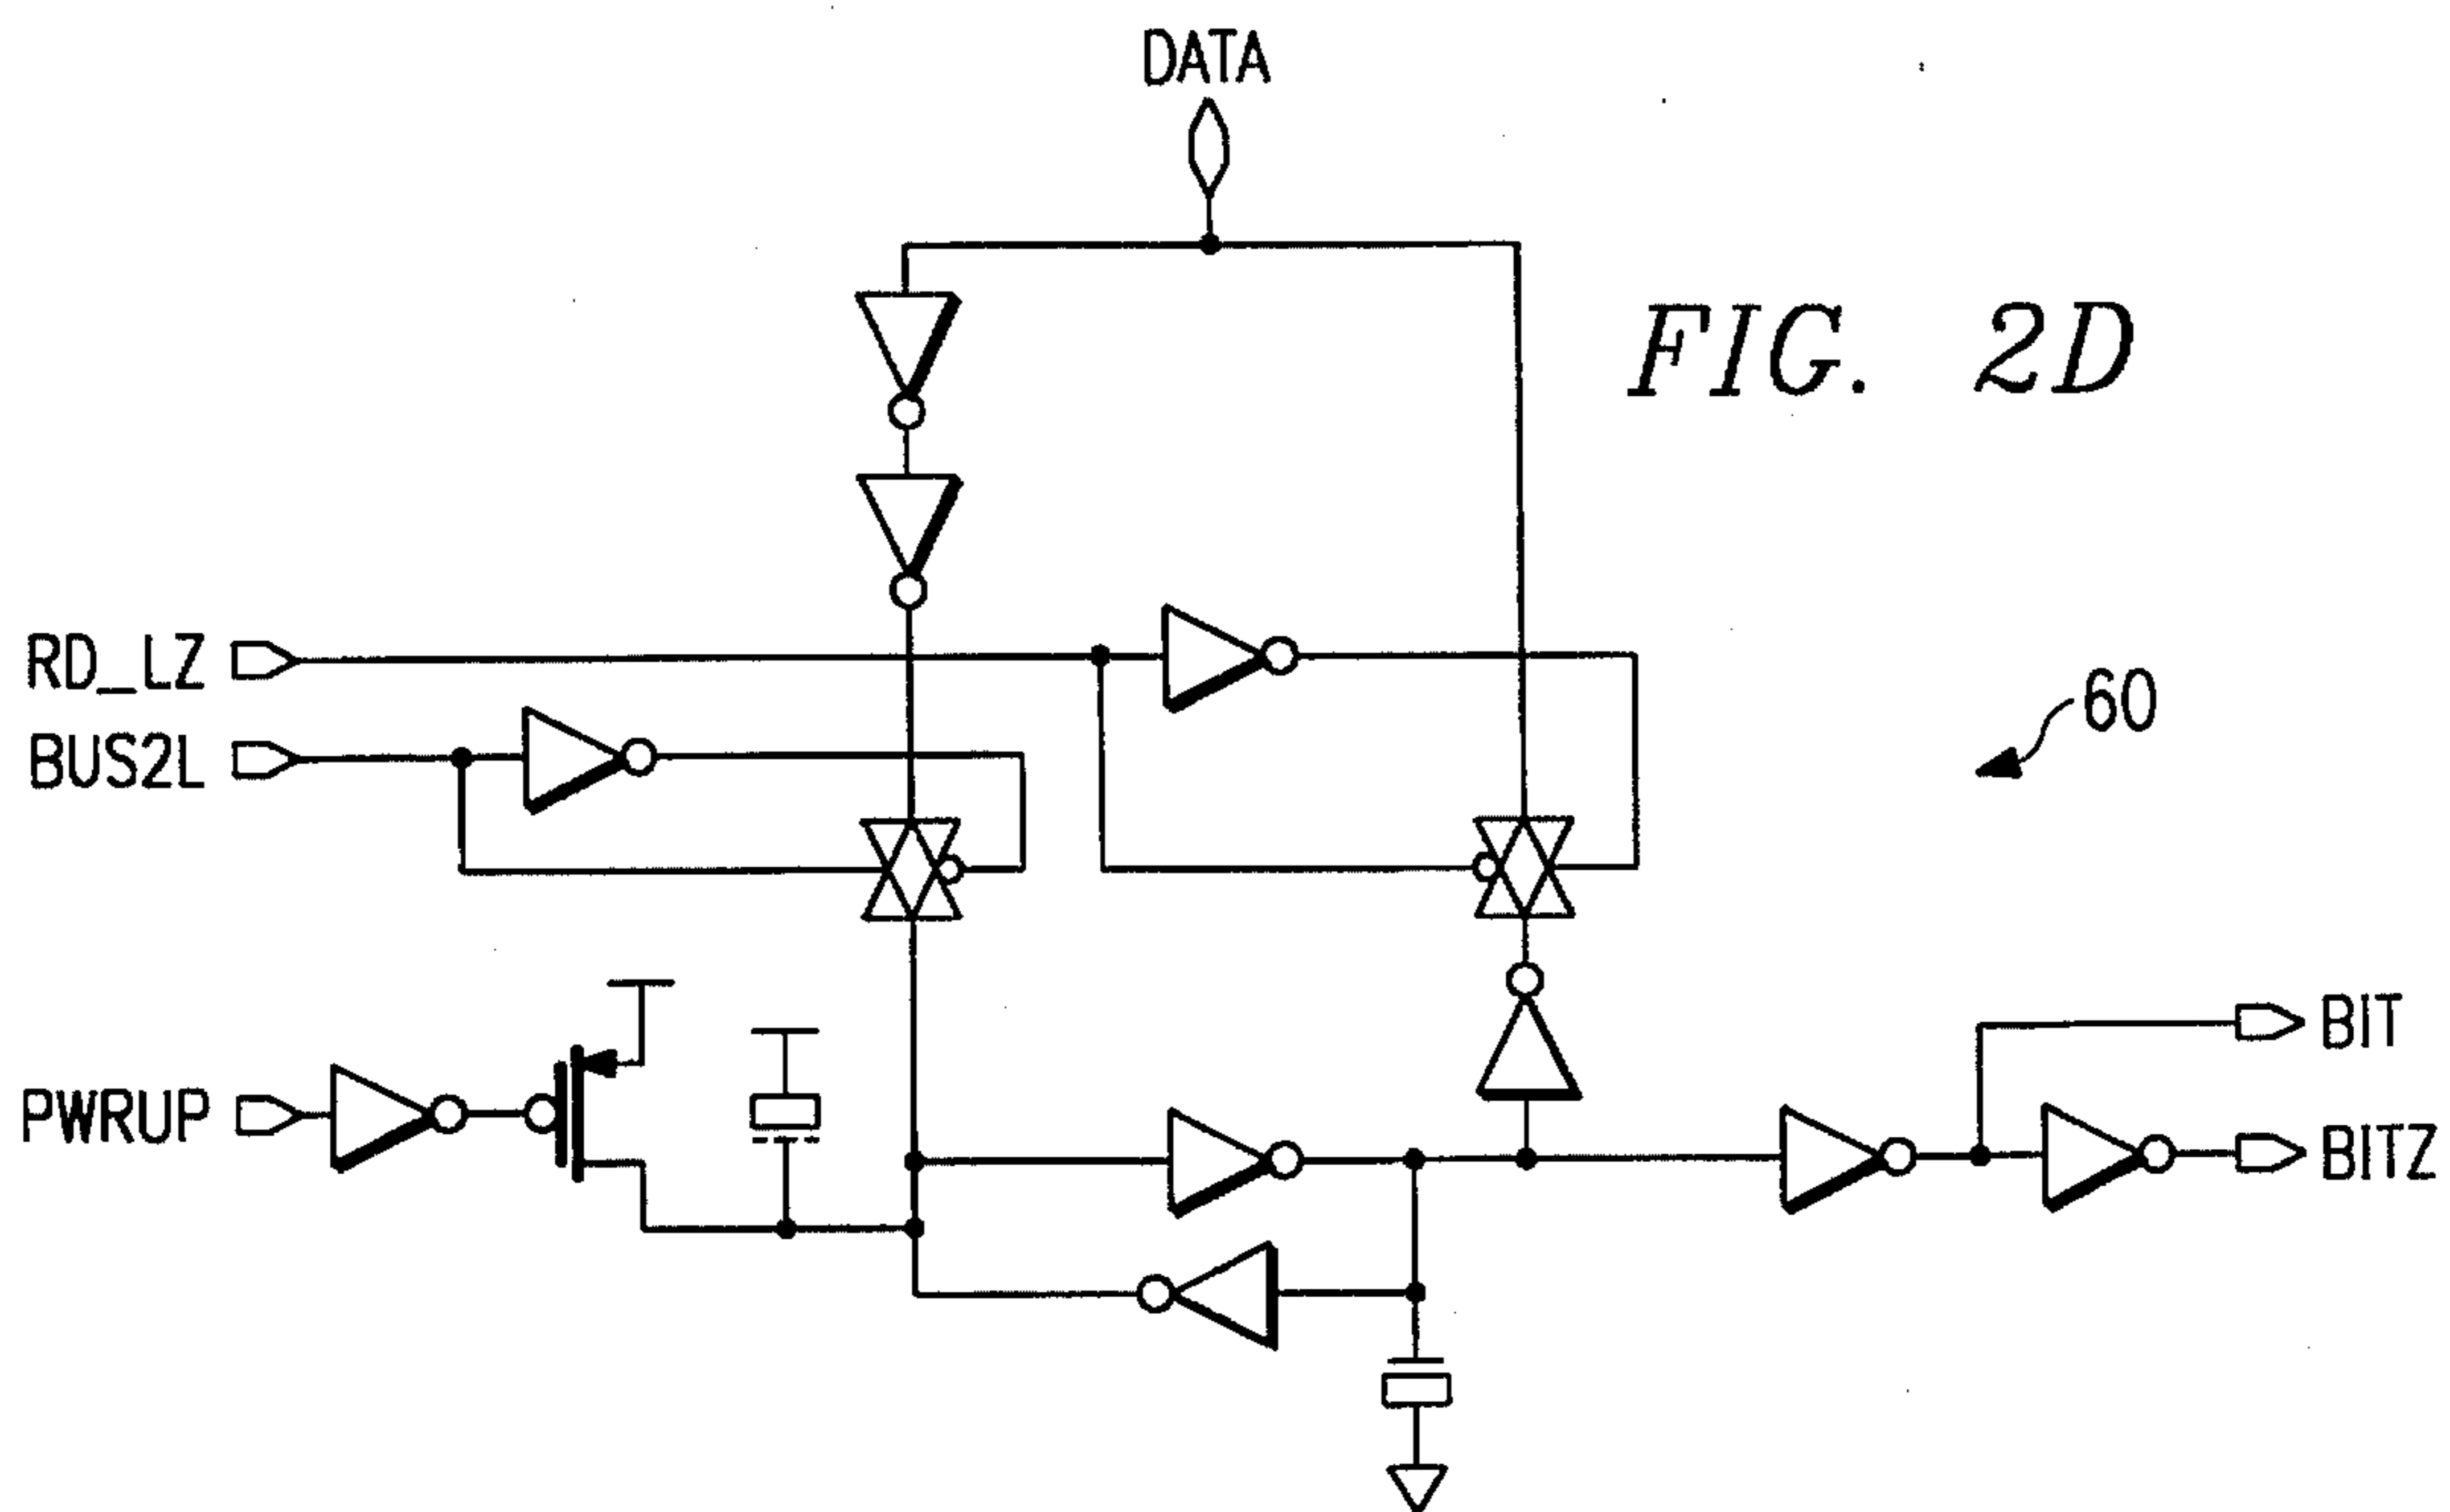 DATA
FIG. 2D
RD_LZ
BUS2L
60
PWRUP
BIT
BITZ